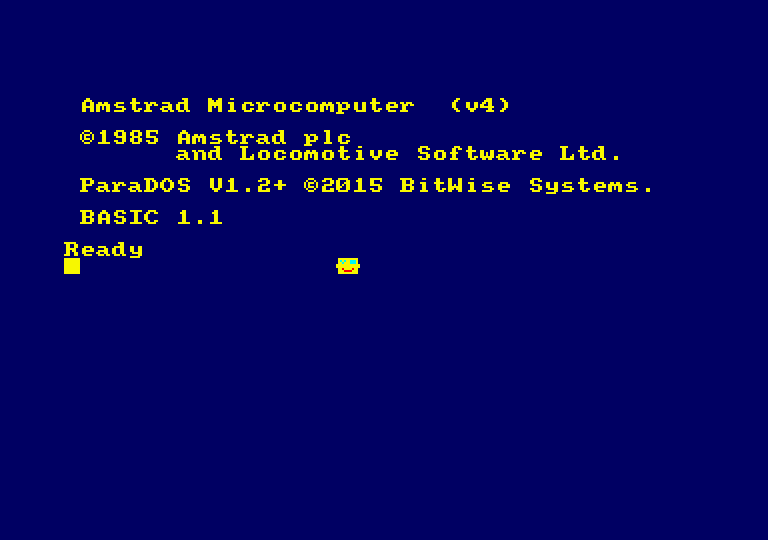 Amstrad Microcomputer  (v4)
©1985 Amstrad plc
and Locomotive Software Ltd.
ParaDOS V1.2+ ©2015 BitWise Systems.
BASIC 1.1
Ready